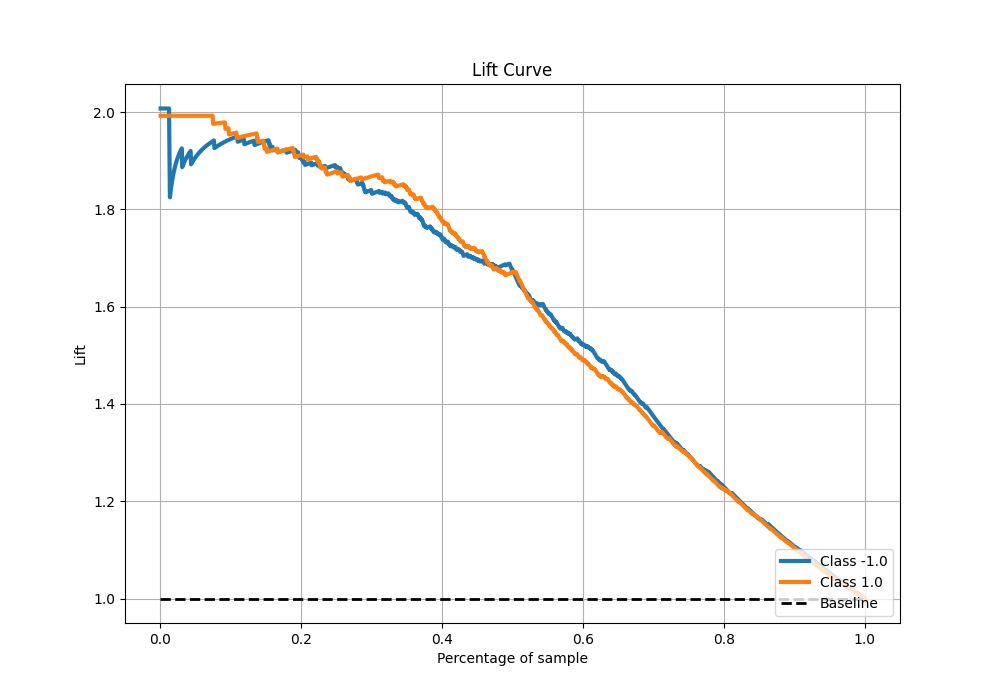 Lift Curve
2.0
1.8
1.6
1.4
1.2
1.0
Lift
0.0 0.2 0.4 0.6 0.8 1.0
Percentage of sample
Class -1.0
Class 1.0
Baseline